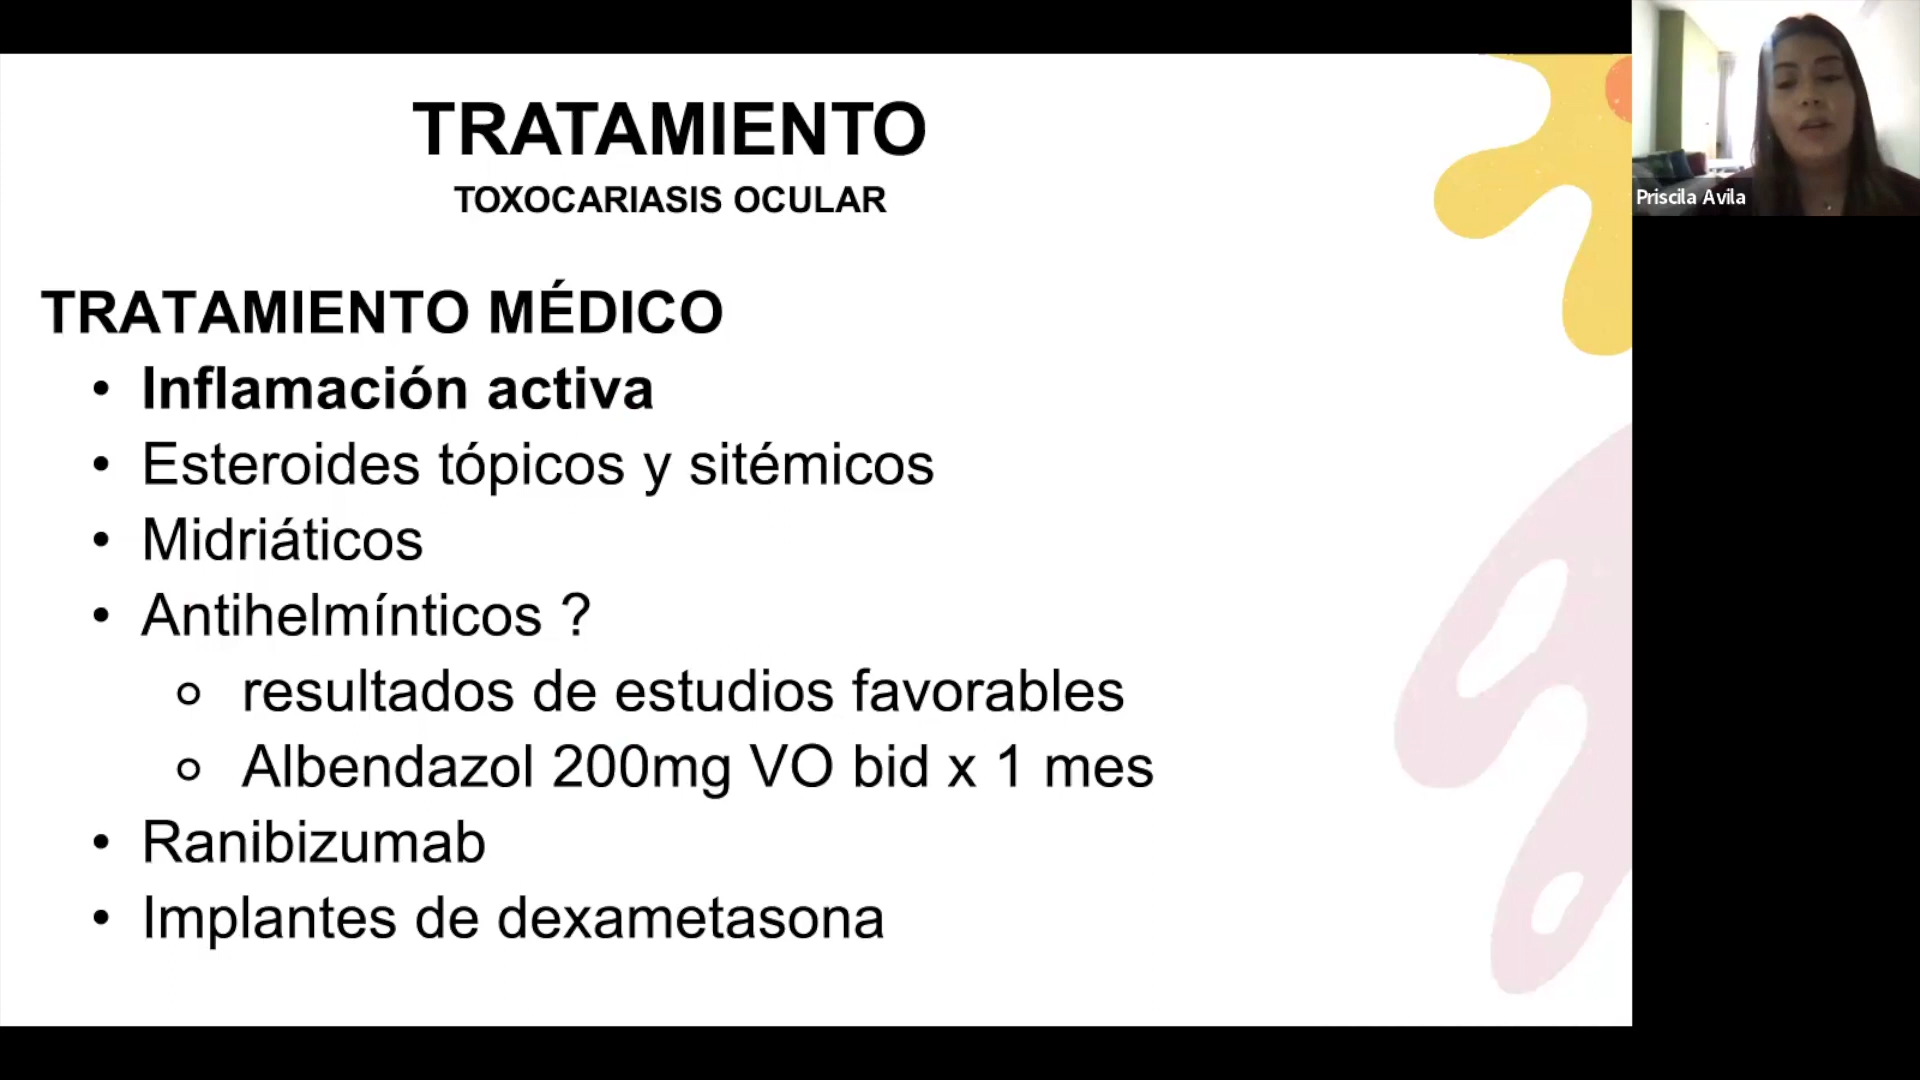 TRATAMIENTO
TOXOCARIASIS OCULAR
TRATAMIENTO MÉDICO
• Inflamación activa
• Esteroides tópicos y sitémicos
• Midriáticos
• Antihelmínticos ?
o resultados de estudios favorables
o Albendazol 200mg VO bid x 1 mes
• Ranibizumab
• Implantes de dexametasona
Priscila Avila